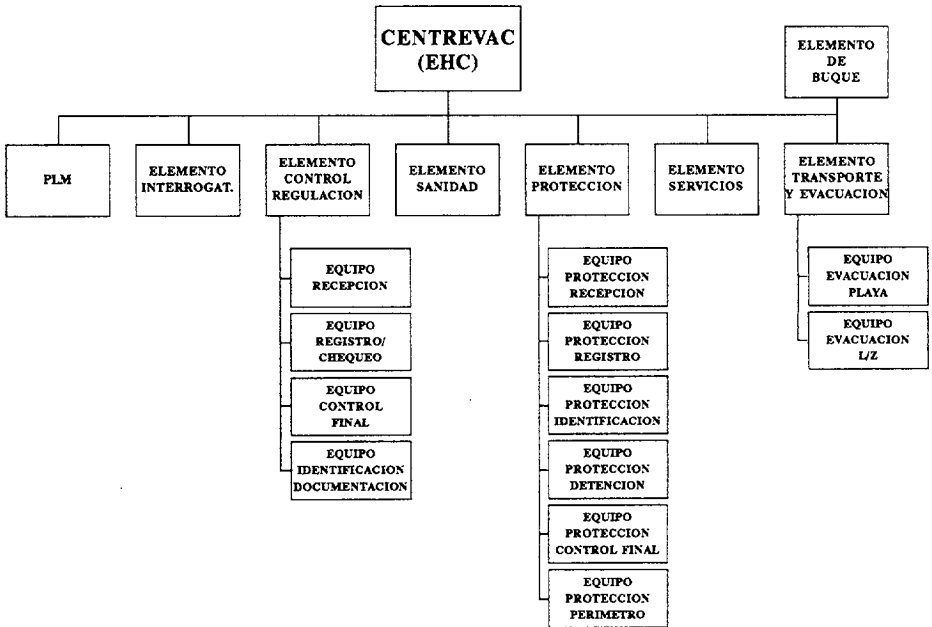 CENTREVAC
(EHC)
ELEMENTO
DE
BUQUE
PLM
ELEMENTO
INTERROGAT.
ELEMENTO
CONTROL
REGULACION
ELEMENTO
SANIDAD
ELEMENTO
PROTECCION
ELEMENTO
SERVICIOS
ELEMENTO
TRANSPORTE
Y EVACUACION
EQUIPO
RECEPCION
EQUIPO
REGISTRO/
CHEQUEO
EQUIPO
CONTROL
FINAL
EQUIPO
IDENTIFICACION
DOCUMENTACION
EQUIPO
PROTECCION
RECEPCION
EQUIPO
PROTECCION
REGISTRO
EQUIPO
PROTECCION
IDENTIFICACION
EQUIPO
PROTECCION
DETENCION
EQUIPO
PROTECCION
CONTROL FINAL
EQUIPO
PROTECCION
PERIMETRO
EQUIPO
EVACUACION
PLAYA
EQUIPO
EVACUACION
L/Z